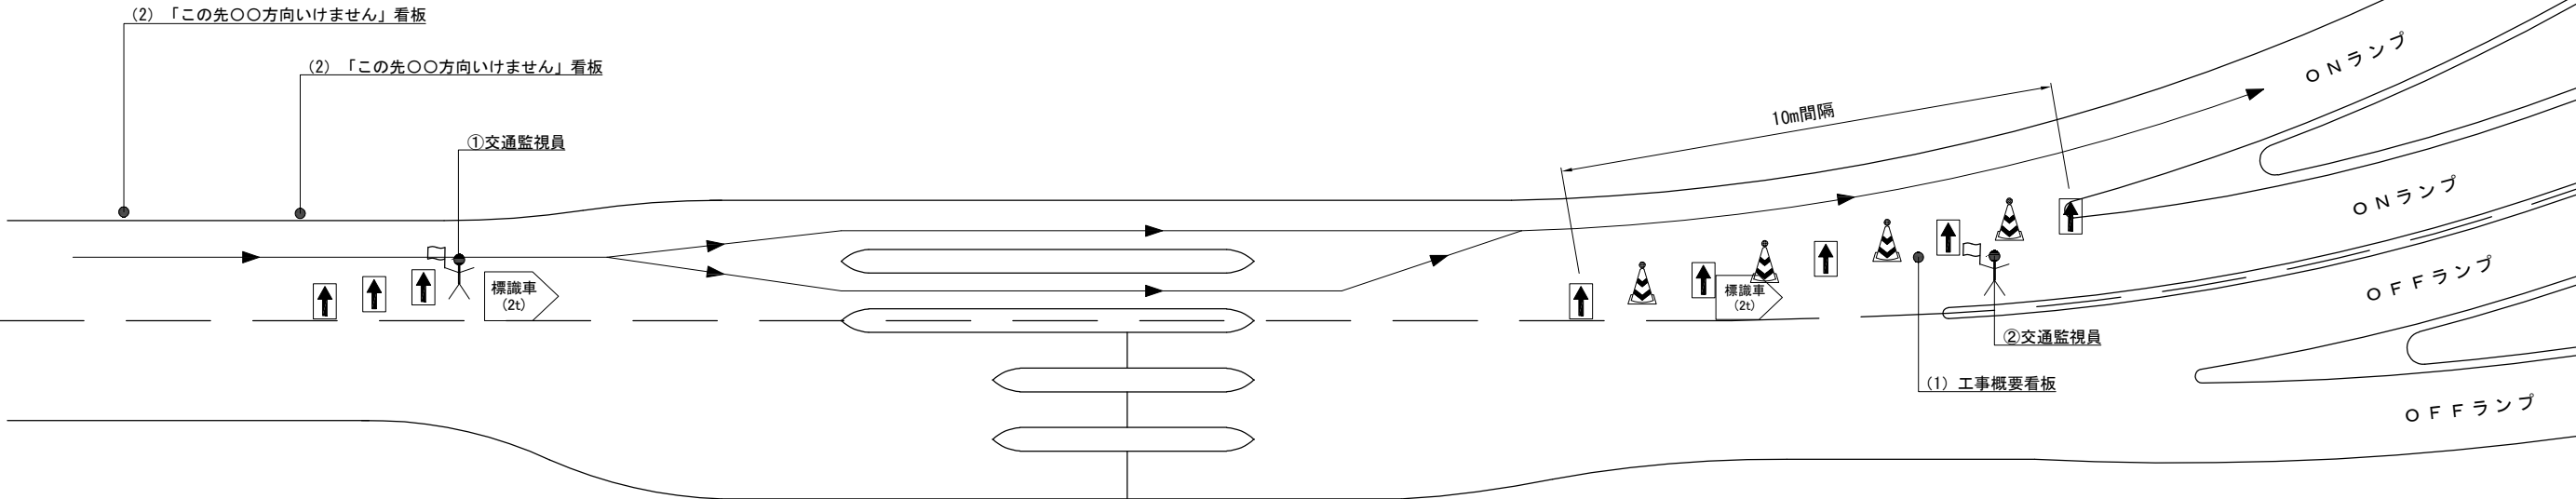 (2) 「この先〇〇方向いけません」看板
(2) 「この先〇〇方向いけません」看板
①交通監視員
標識車
(2t)
10m間隔
標識車
(2t)
②交通監視員
(1) 工事概要看板
ONランプ
ONランプ
OFFランプ
OFFランプ